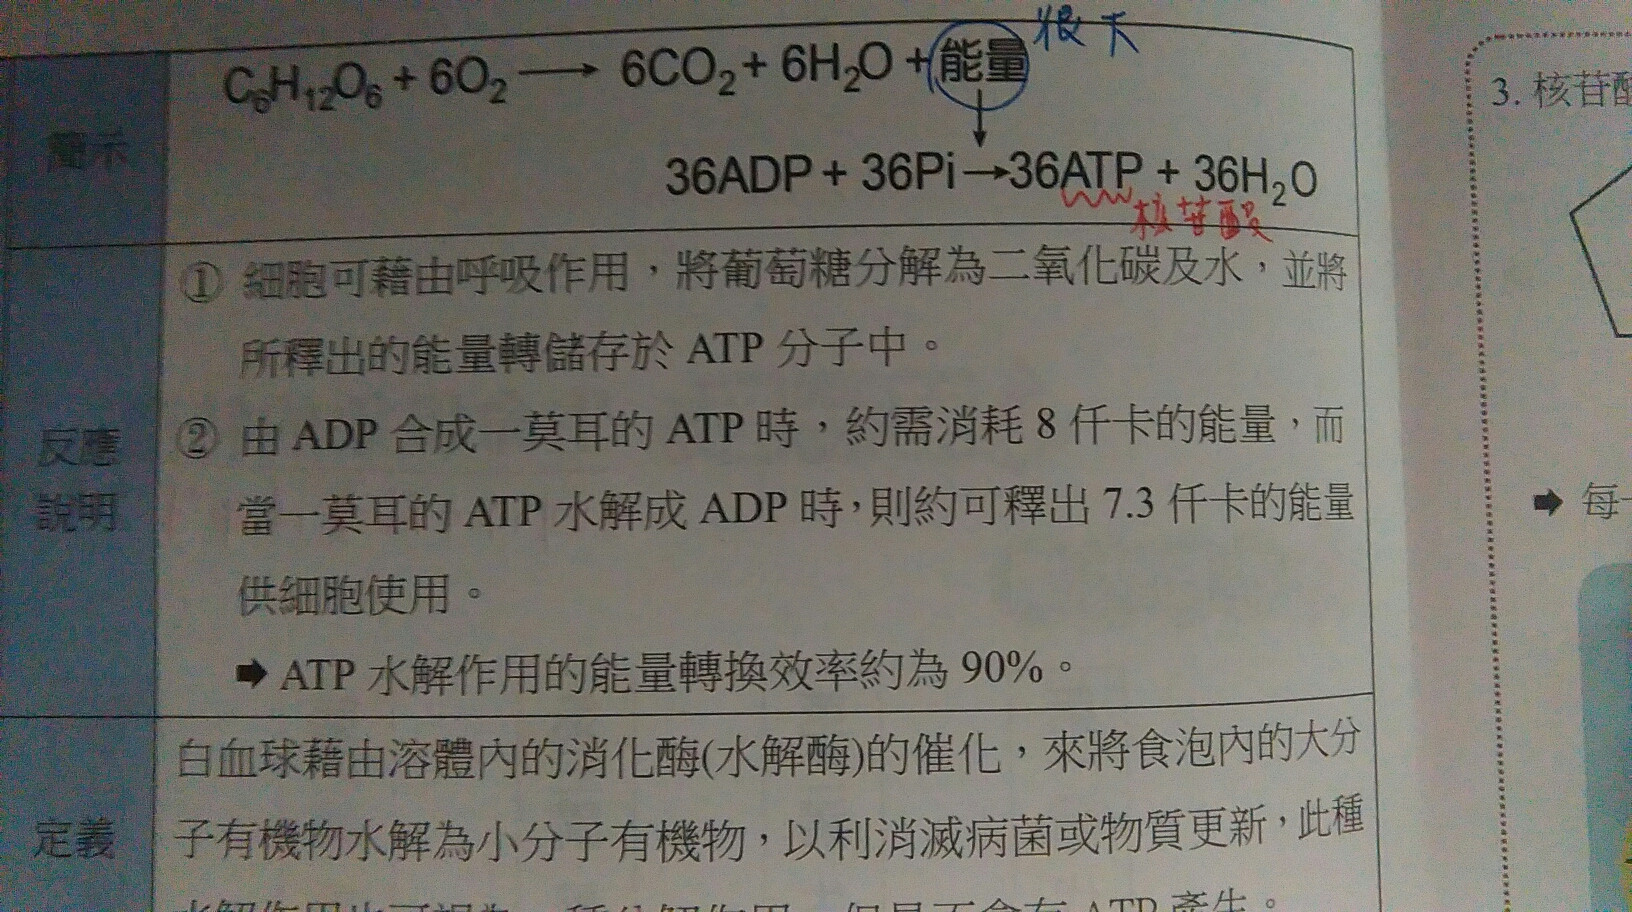 C₆H₁₂O₆ + 6O₂ → 6CO₂ + 6H₂O + 能量
卡
簡示
36ADP + 36Pi → 36ATP + 36H₂O
核苷酸
① 細胞可藉由呼吸作用，將葡萄糖分解為二氧化碳及水，並將
所釋出的能量轉儲存於 ATP 分子中。
反應
說明
② 由 ADP 合成一莫耳的 ATP 時，約需消耗 8 仟卡的能量，而
當一莫耳的 ATP 水解成 ADP 時，則約可釋出 7.3 仟卡的能量
供細胞使用。
➡ ATP 水解作用的能量轉換效率約為 90%。
定義
白血球藉由溶體內的消化酶(水解酶)的催化，來將食泡內的大分
子有機物水解為小分子有機物，以利消滅病菌或物質更新，此種
3. 核苷
➡ 每